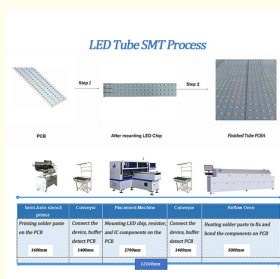 LED Tube SMT Process
Step 1
Step 2
PCB
After mounting LED Chip
Finished Tube PCBA
Semi-Auto stencil
printer
Conveyor
Placement Machine
Conveyor
Reflow Oven
Printing solder paste
on the PCB
Connect the
device, buffer
detect PCB
Mounting LED chip, resistor,
and IC components on the
PCB
Connect the
device, buffer
detect PCB
Heating solder paste to fix and
bond the components on PCB
1600mm
1400mm
2700mm
1400mm
5000mm
12100mm